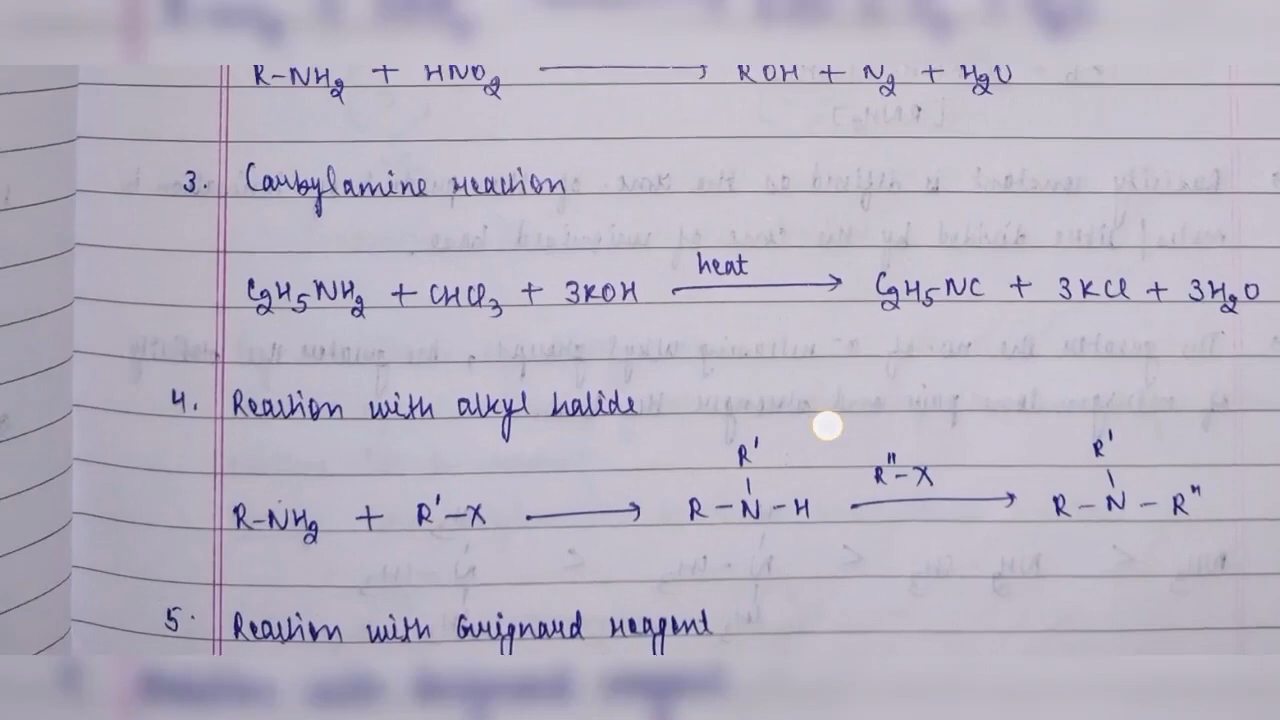 R-NH₂ + HNO₂ ⟶ ROH + N₂ + H₂O
3. Carbylamine reaction
C₂H₅NH₂ + CHCl₃ + 3KOH heat ⟶ C₂H₅NC + 3KCl + 3H₂O
4. Reaction with alkyl halide
R' R"-X R'
R-NH₂ + R'-X ⟶ R-N-H ⟶ R-N-R"
5. Reaction with Grignard reagent